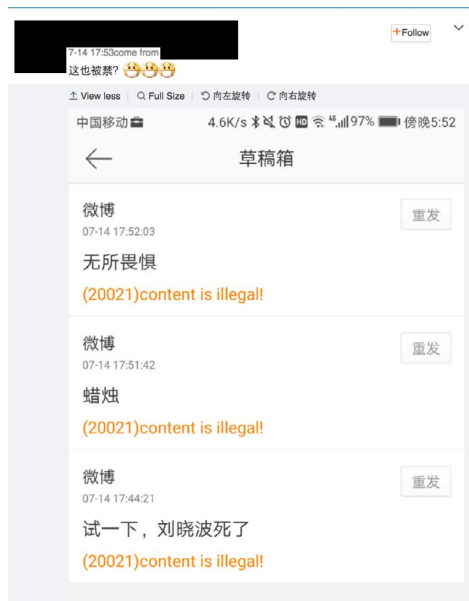 +Follow
7-14 17:53come from
这也被禁? 😷😷😷
View less | Q Full Size | 向左旋转 | 向右旋转
中国移动 4.6K/s HD 4G 97% 傍晚5:52
草稿箱
微博 重发
07-14 17:52:03
无所畏惧
(20021)content is illegal!
微博 重发
07-14 17:51:42
蜡烛
(20021)content is illegal!
微博 重发
07-14 17:44:21
试一下，刘晓波死了
(20021)content is illegal!